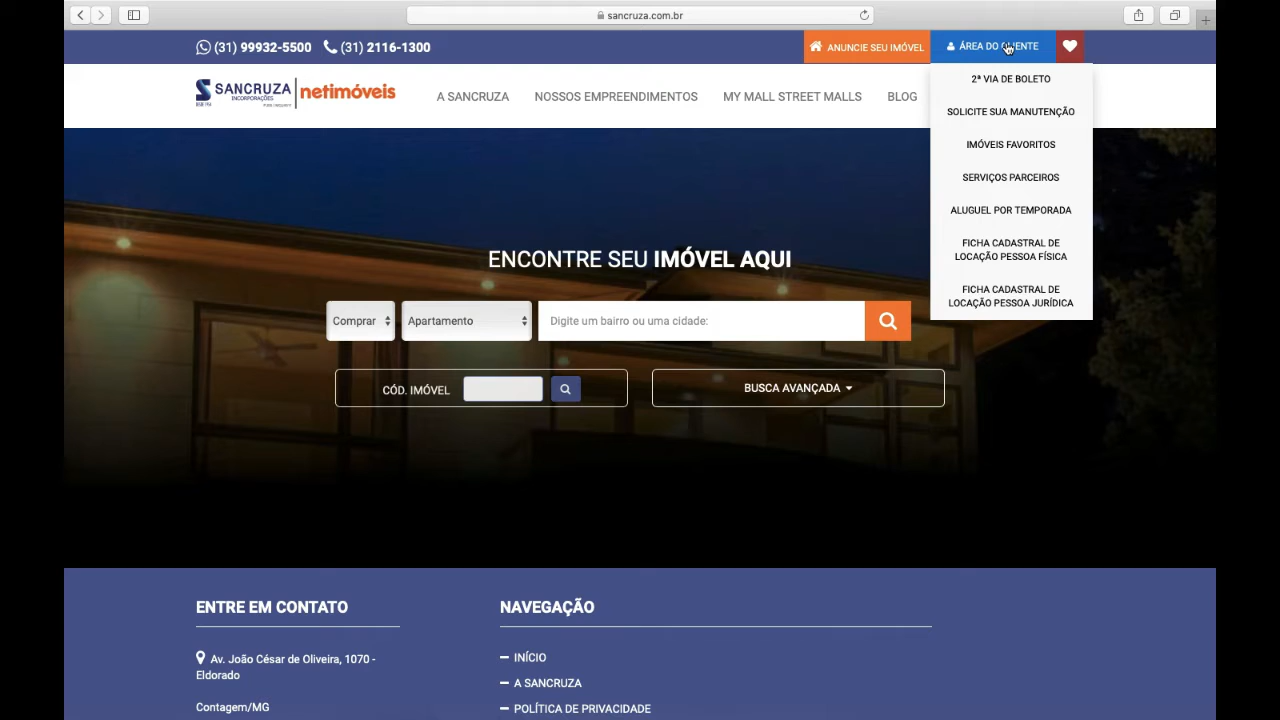 sancruza.com.br
(31) 99932-5500 (31) 2116-1300
ANUNCIE SEU IMÓVEL
SANCRUZA
INCORPORAÇÕES
netimóveis
A SANCRUZA
NOSSOS EMPREENDIMENTOS
MY MALL STREET MALLS
BLOG
2ª VIA DE BOLETO
SOLICITE SUA MANUTENÇÃO
IMÓVEIS FAVORITOS
SERVIÇOS PARCEIROS
ALUGUEL POR TEMPORADA
FICHA CADASTRAL DE
LOCAÇÃO PESSOA FÍSICA
FICHA CADASTRAL DE
LOCAÇÃO PESSOA JURÍDICA
ENCONTRE SEU IMÓVEL AQUI
Comprar
Apartamento
Digite um bairro ou uma cidade:
CÓD. IMÓVEL
BUSCA AVANÇADA
ENTRE EM CONTATO
Av. João César de Oliveira, 1070 -
Eldorado
Contagem/MG
NAVEGAÇÃO
INÍCIO
A SANCRUZA
POLÍTICA DE PRIVACIDADE